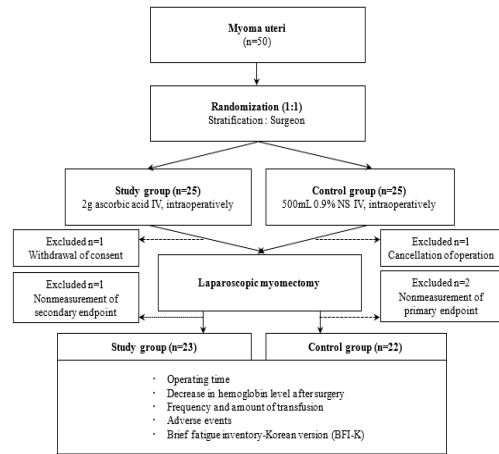 Myoma uteri
(n=50)
Randomization (1:1)
Stratification : Surgeon
Study group (n=25)
2g ascorbic acid IV, intraoperatively
Control group (n=25)
500mL 0.9% NS IV, intraoperatively
Excluded n=1
Withdrawal of consent
Excluded n=1
Cancellation of operation
Laparoscopic myomectomy
Excluded n=1
Nonmeasurement of
secondary endpoint
Excluded n=2
Nonmeasurement of
primary endpoint
Study group (n=23)
Control group (n=22)
· Operating time
· Decrease in hemoglobin level after surgery
· Frequency and amount of transfusion
· Adverse events
· Brief fatigue inventory-Korean version (BFI-K)